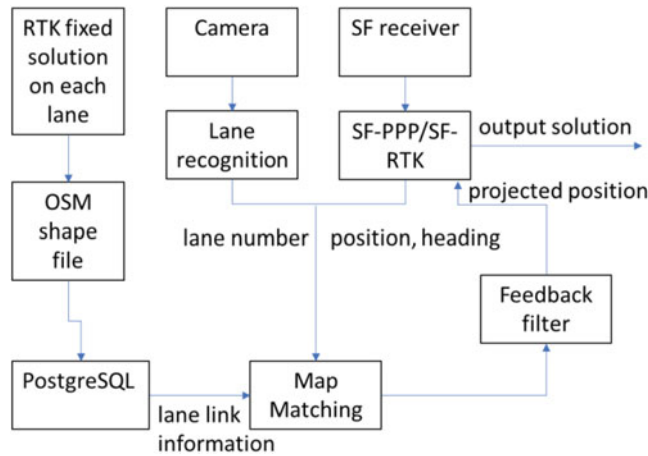 RTK fixed
solution
on each
lane
Camera
SF receiver
Lane
recognition
SF-PPP/SF-
RTK
output solution
projected position
OSM
shape
file
lane number
position, heading
Feedback
filter
PostgreSQL
lane link
information
Map
Matching